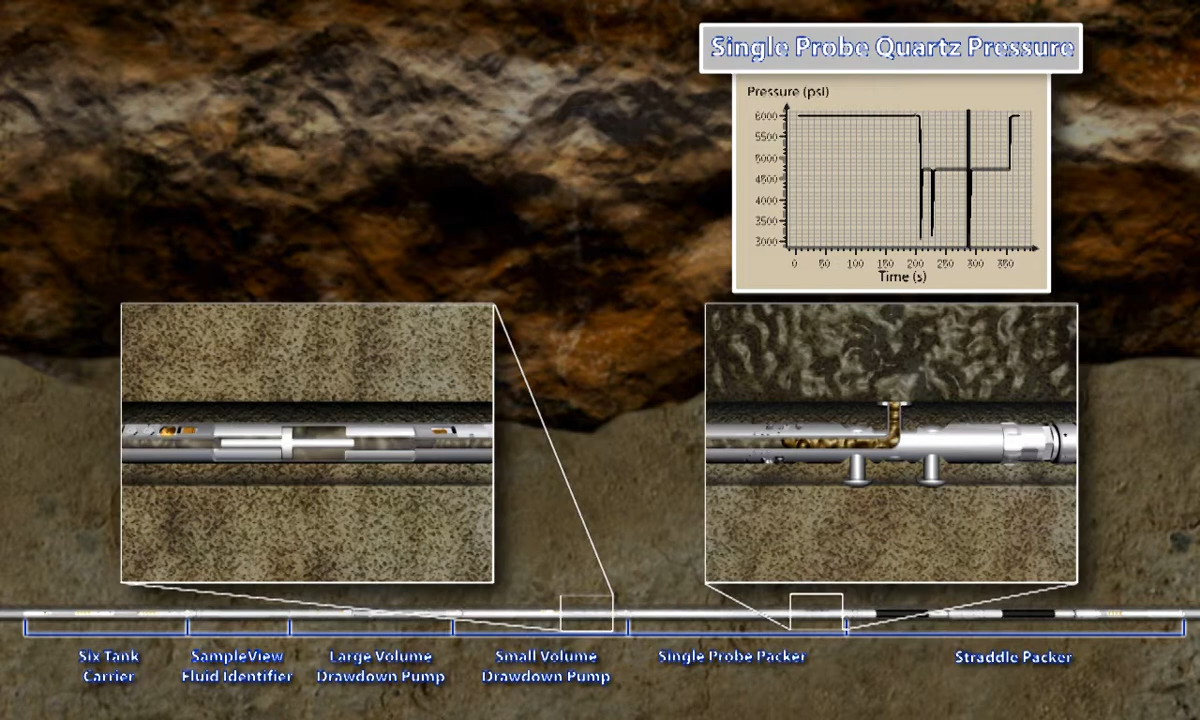 Single Probe Quartz Pressure
Pressure (psi)
6000
5500
5000
4500
4000
3500
3000
0 50 100 150 200 250 300 350
Time (s)
Six Tank
Carrier
SampleView
Fluid Identifier
Large Volume
Drawdown Pump
Small Volume
Drawdown Pump
Single Probe Packer
Straddle Packer